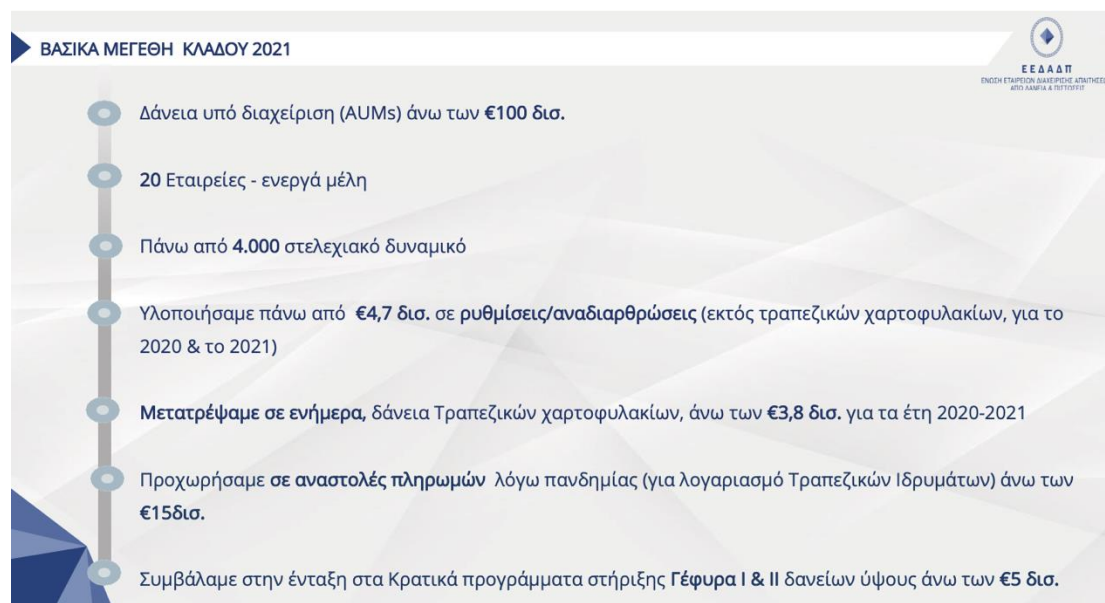 ΒΑΣΙΚΑ ΜΕΓΕΘΗ ΚΛΑΔΟΥ 2021
ΕΕΔΑΔΠ
ΕΝΩΣΗ ΕΤΑΙΡΕΙΩΝ ΔΙΑΧΕΙΡΙΣΗΣ ΑΠΑΙΤΗΣΕΩ
ΑΠΟ ΔΑΝΕΙΑ & ΠΙΣΤΩΣΕΙΣ
Δάνεια υπό διαχείριση (AUMs) άνω των €100 δισ.
20 Εταιρείες - ενεργά μέλη
Πάνω από 4.000 στελεχιακό δυναμικό
Υλοποιήσαμε πάνω από €4,7 δισ. σε ρυθμίσεις/αναδιαρθρώσεις (εκτός τραπεζικών χαρτοφυλακίων, για το
2020 & το 2021)
Μετατρέψαμε σε ενήμερα, δάνεια Τραπεζικών χαρτοφυλακίων, άνω των €3,8 δισ. για τα έτη 2020-2021
Προχωρήσαμε σε αναστολές πληρωμών λόγω πανδημίας (για λογαριασμό Τραπεζικών Ιδρυμάτων) άνω των
€15δισ.
Συμβάλαμε στην ένταξη στα Κρατικά προγράμματα στήριξης Γέφυρα Ι & ΙΙ δανείων ύψους άνω των €5 δισ.